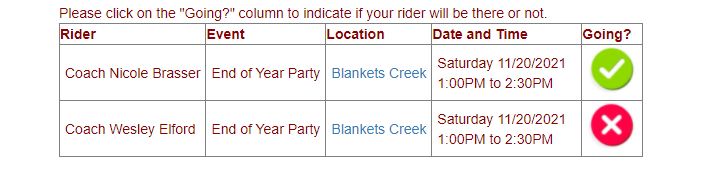 Please click on the "Going?" column to indicate if your rider will be there or not.
Rider Event Location Date and Time Going?
Coach Nicole Brasser End of Year Party Blankets Creek Saturday 11/20/2021
1:00PM to 2:30PM
Coach Wesley Elford End of Year Party Blankets Creek Saturday 11/20/2021
1:00PM to 2:30PM